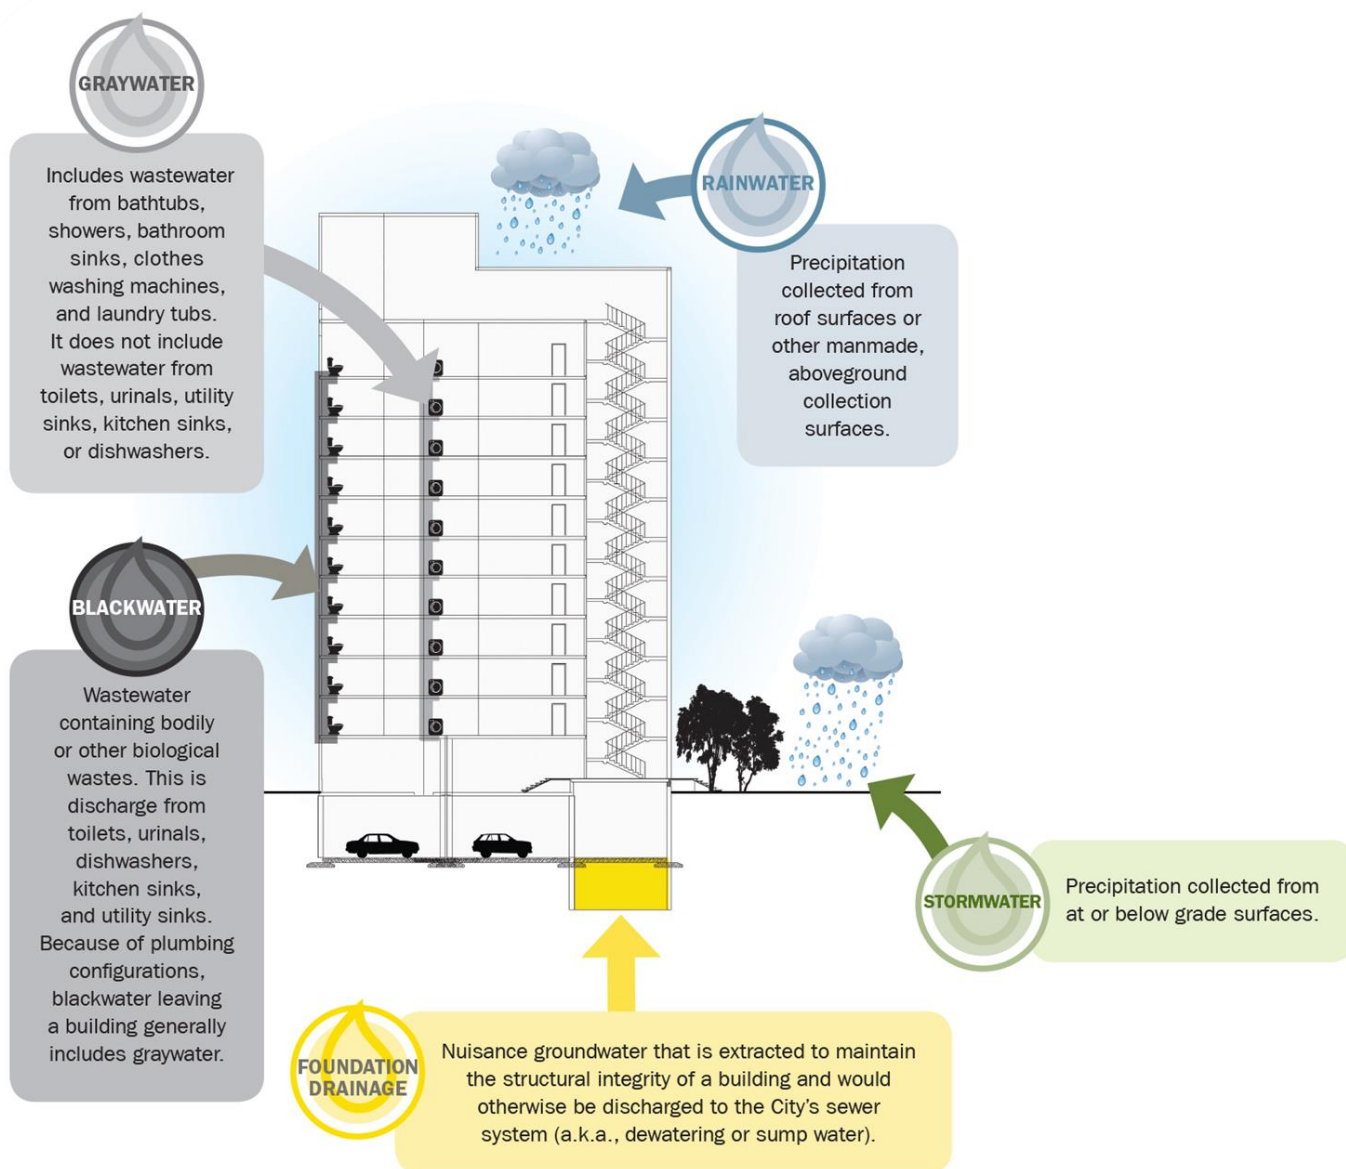 GRAYWATER
Includes wastewater
from bathtubs,
showers, bathroom
sinks, clothes
washing machines,
and laundry tubs.
It does not include
wastewater from
toilets, urinals, utility
sinks, kitchen sinks,
or dishwashers.
RAINWATER
Precipitation
collected from
roof surfaces or
other manmade,
aboveground
collection
surfaces.
BLACKWATER
Wastewater
containing bodily
or other biological
wastes. This is
discharge from
toilets, urinals,
dishwashers,
kitchen sinks,
and utility sinks.
Because of plumbing
configurations,
blackwater leaving
a building generally
includes graywater.
STORMWATER
Precipitation collected from
at or below grade surfaces.
FOUNDATION
DRAINAGE
Nuisance groundwater that is extracted to maintain
the structural integrity of a building and would
otherwise be discharged to the City’s sewer
system (a.k.a., dewatering or sump water).